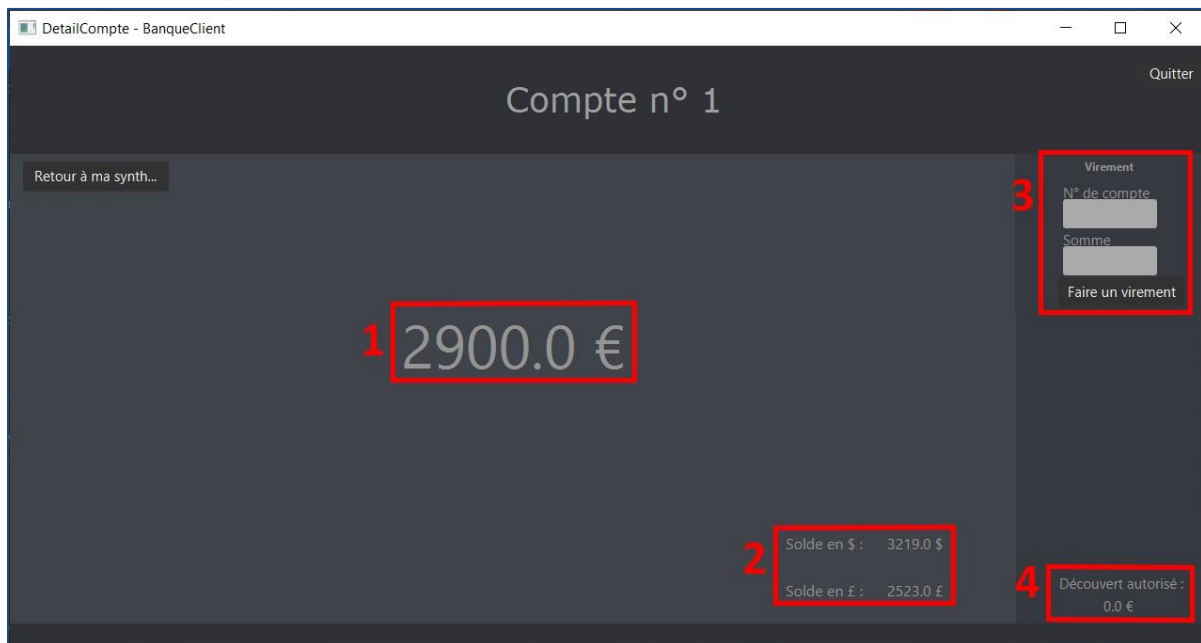 DetailCompte - BanqueClient
Quitter
Compte n° 1
Retour à ma synth...
3
Virement
N° de compte
Somme
Faire un virement
1
2900.0 €
2
Solde en $ : 3219.0 $
Solde en £ : 2523.0 £
4
Découvert autorisé :
0.0 €